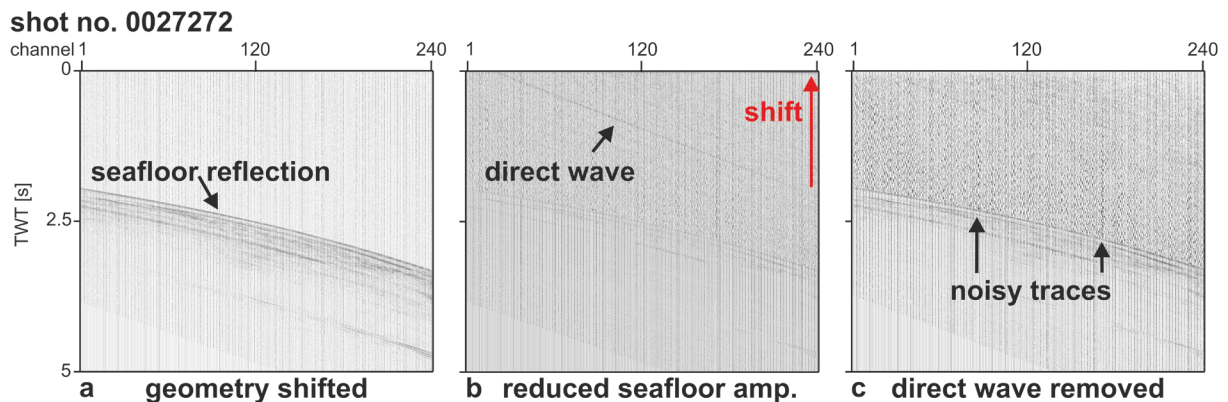 shot no. 0027272
channel 1 120 240 1 120 240 1 120 240
0
shift
seafloor reflection
direct wave
TWT [s]
2.5
noisy traces
5
a geometry shifted b reduced seafloor amp. c direct wave removed